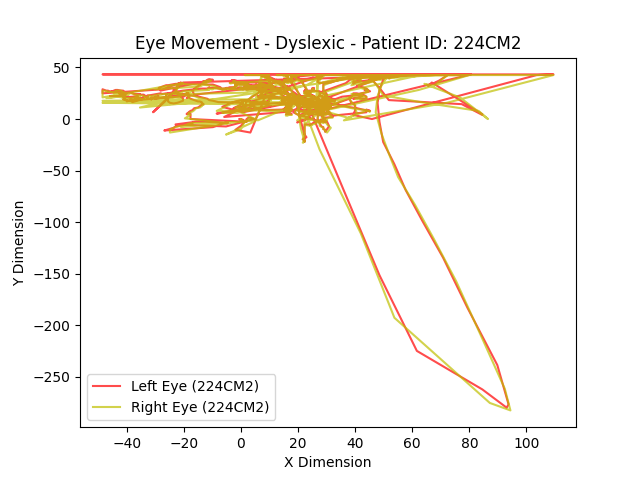 Eye Movement - Dyslexic - Patient ID: 224CM2
Y Dimension
50
0
−50
−100
−150
−200
−250
Left Eye (224CM2)
Right Eye (224CM2)
−40 −20 0 20 40 60 80 100
X Dimension